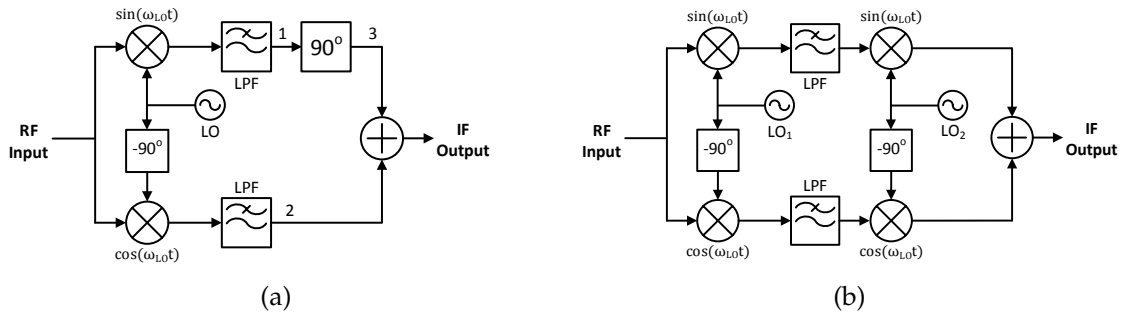 sin(ωLOt)
1
3
90°
LPF
LO
RF
Input
-90°
IF
Output
LPF
2
cos(ωLOt)
(a)
sin(ωLOt)
sin(ωLOt)
LPF
LO₁
LO₂
RF
Input
-90°
-90°
IF
Output
LPF
cos(ωLOt)
cos(ωLOt)
(b)